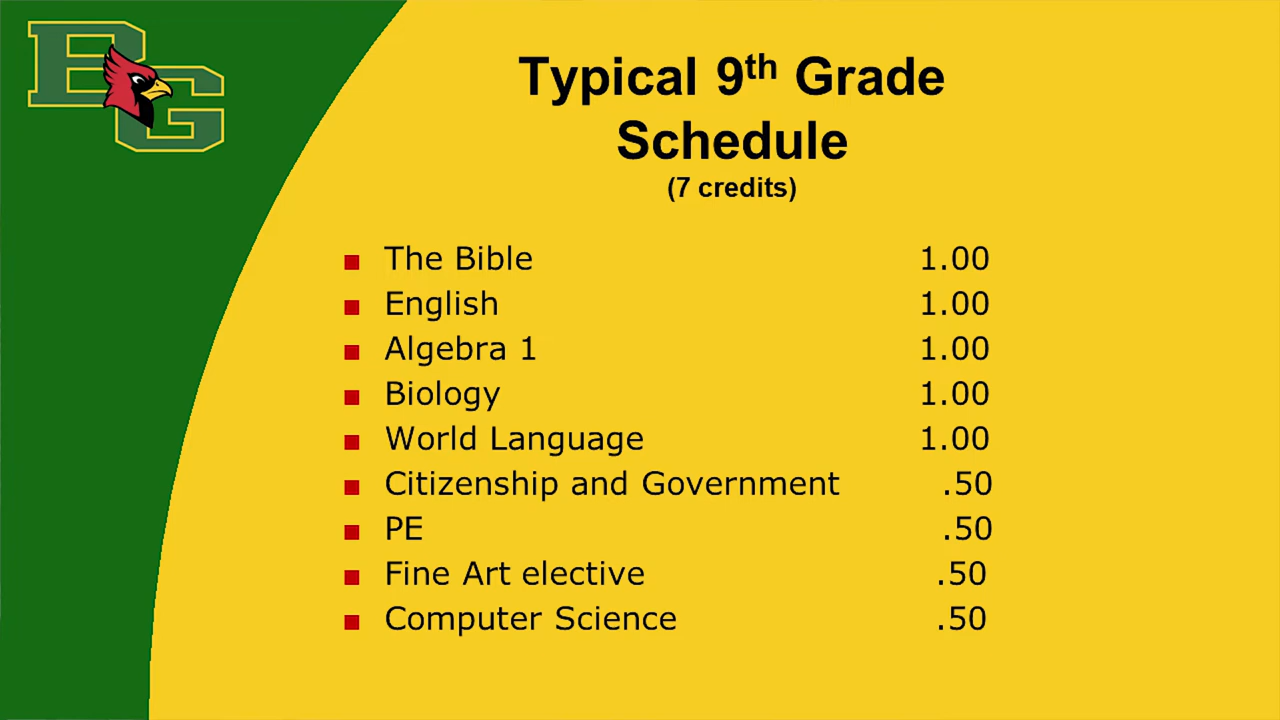 BG
Typical 9th Grade
Schedule
(7 credits)
■ The Bible 1.00
■ English 1.00
■ Algebra 1 1.00
■ Biology 1.00
■ World Language 1.00
■ Citizenship and Government .50
■ PE .50
■ Fine Art elective .50
■ Computer Science .50